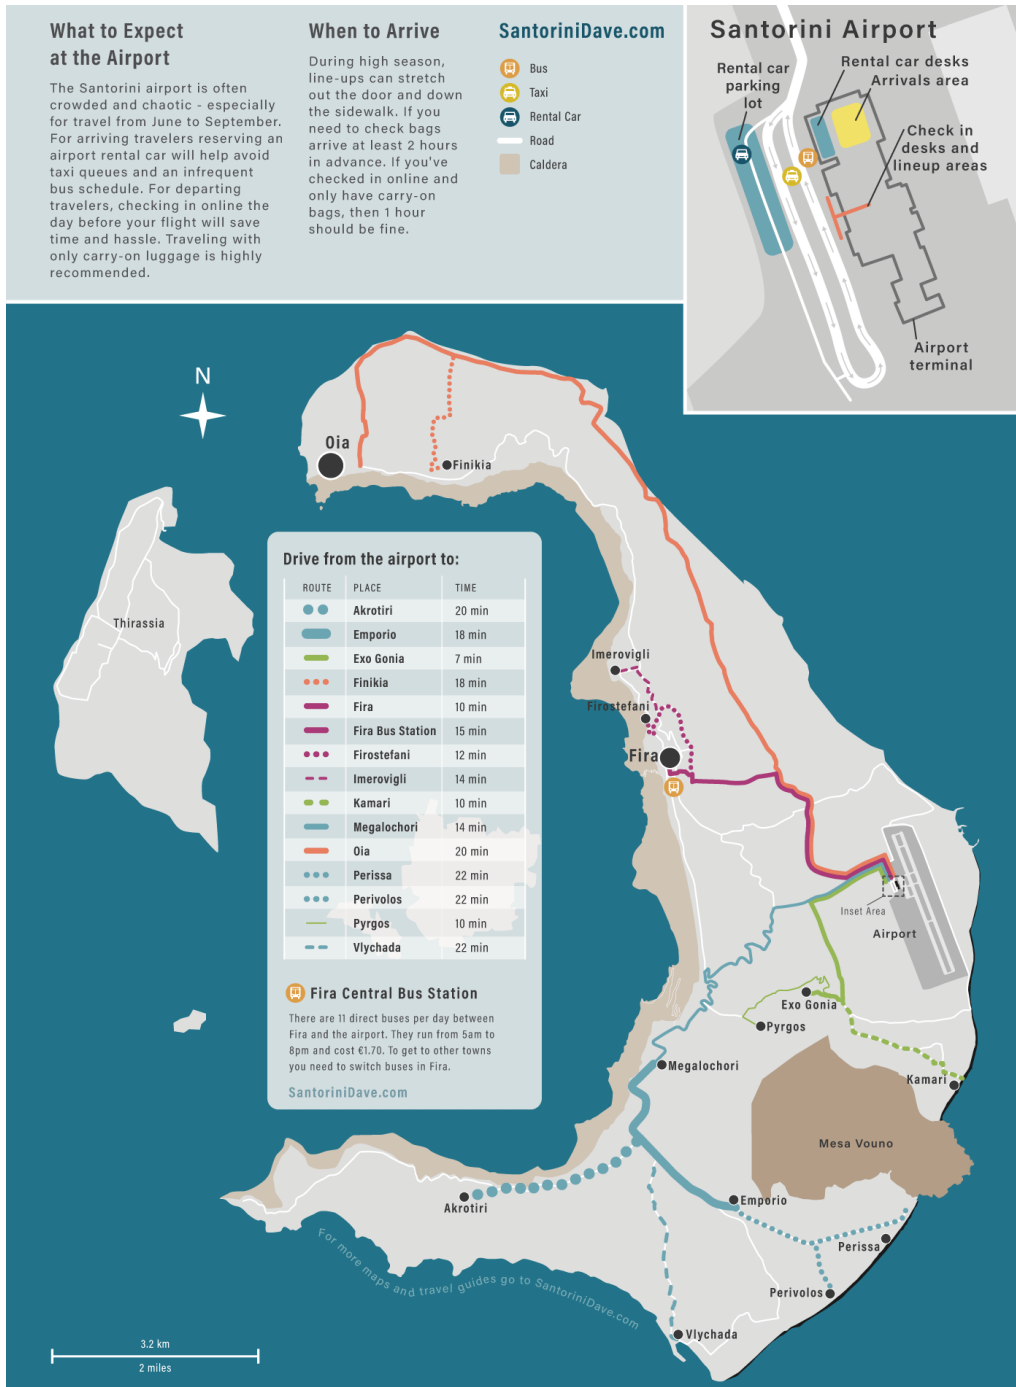 What to Expect
at the Airport
The Santorini airport is often
crowded and chaotic - especially
for travel from June to September.
For arriving travelers reserving an
airport rental car will help avoid
taxi queues and an infrequent
bus schedule. For departing
travelers, checking in online the
day before your flight will save
time and hassle. Traveling with
only carry-on luggage is highly
recommended.
When to Arrive
During high season,
line-ups can stretch
out the door and down
the sidewalk. If you
need to check bags
arrive at least 2 hours
in advance. If you've
checked in online and
only have carry-on
bags, then 1 hour
should be fine.
SantoriniDave.com
Bus
Taxi
Rental Car
Road
Caldera
Santorini Airport
Rental car
parking
lot
Rental car desks
Arrivals area
Check in
desks and
lineup areas
Airport
terminal
N
Oia
Finikia
Thirassia
Imerovigli
Firostefani
Fira
Inset Area
Airport
Exo Gonia
Pyrgos
Megalochori
Kamari
Mesa Vouno
Emporio
Akrotiri
Perissa
Perivolos
Vlychada
Drive from the airport to:
ROUTE PLACE TIME
Akrotiri 20 min
Emporio 18 min
Exo Gonia 7 min
Finikia 18 min
Fira 10 min
Fira Bus Station 15 min
Firostefani 12 min
Imerovigli 14 min
Kamari 10 min
Megalochori 14 min
Oia 20 min
Perissa 22 min
Perivolos 22 min
Pyrgos 10 min
Vlychada 22 min
Fira Central Bus Station
There are 11 direct buses per day between
Fira and the airport. They run from 5am to
8pm and cost €1.70. To get to other towns
you need to switch buses in Fira.
SantoriniDave.com
For more maps and travel guides go to SantoriniDave.com
3.2 km
2 miles